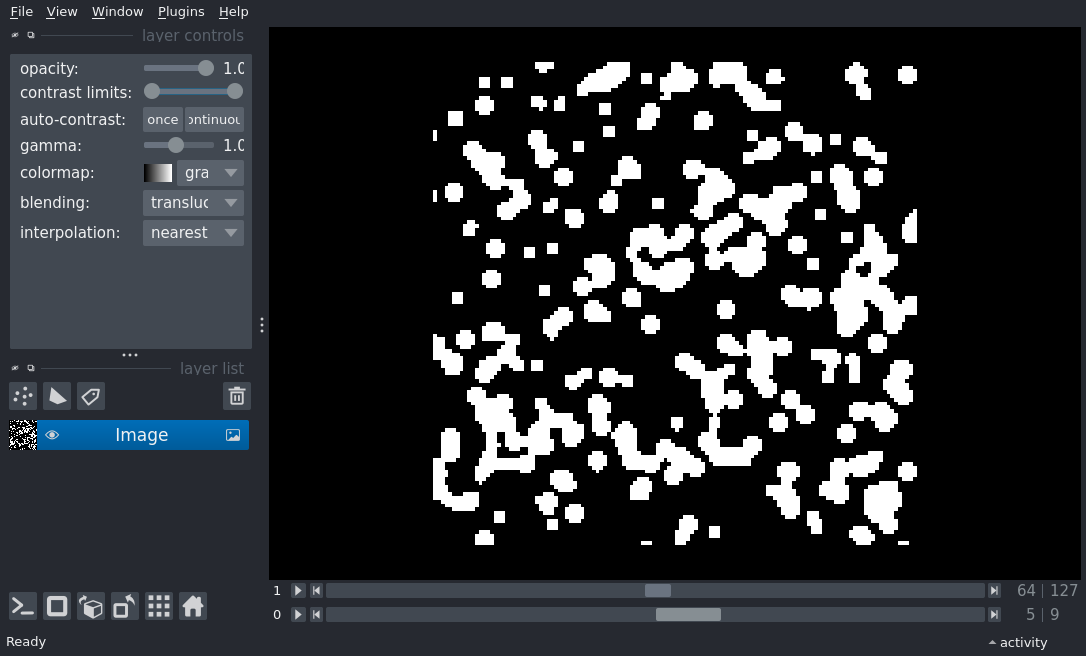 File View Window Plugins Help
layer controls
opacity: 1.0
contrast limits:
auto-contrast: once ontinuou
gamma: 1.0
colormap: gra
blending: transluc
interpolation: nearest
layer list
Image
1 64 | 127
0 5 | 9
Ready activity